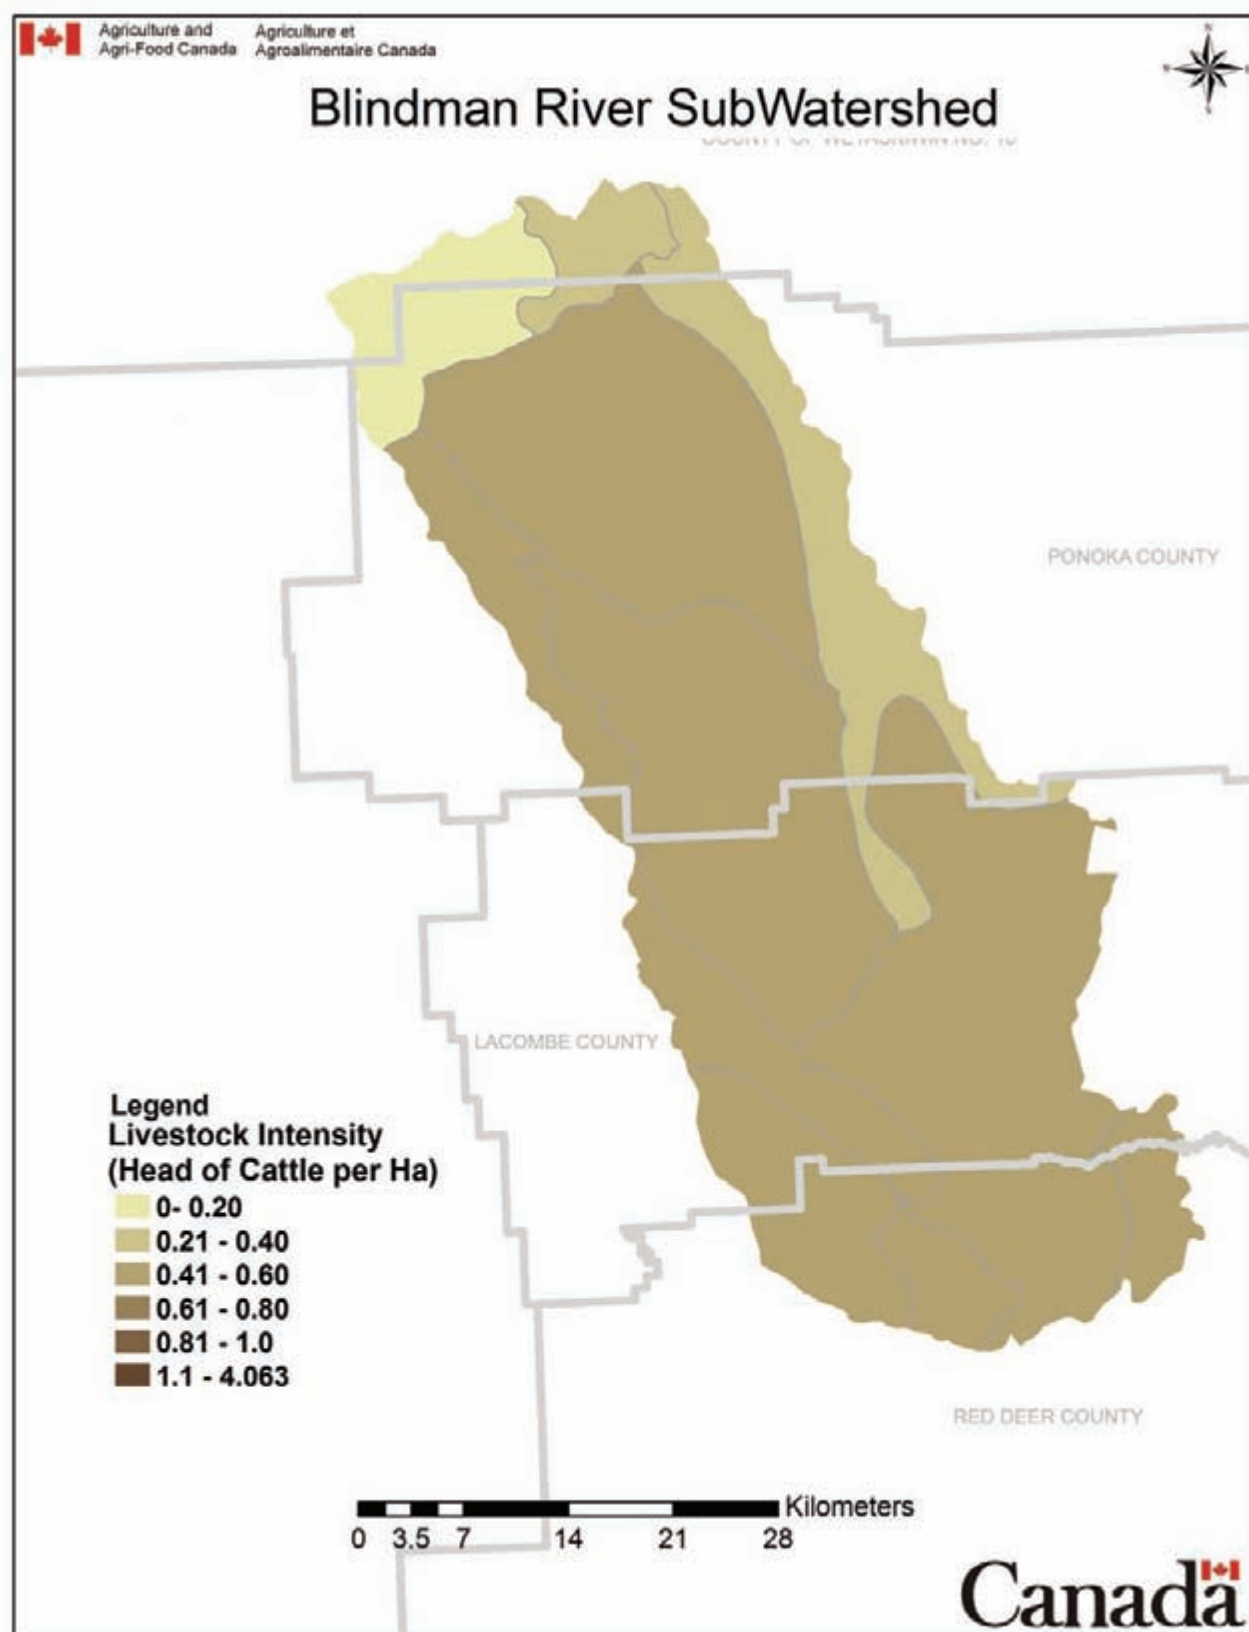 Agriculture and
Agri-Food Canada
Agriculture et
Agroalimentaire Canada
Blindman River SubWatershed
PONOKA COUNTY
LACOMBE COUNTY
Legend
Livestock Intensity
(Head of Cattle per Ha)
0- 0.20
0.21 - 0.40
0.41 - 0.60
0.61 - 0.80
0.81 - 1.0
1.1 - 4.063
RED DEER COUNTY
Kilometers
0 3.5 7 14 21 28
Canada